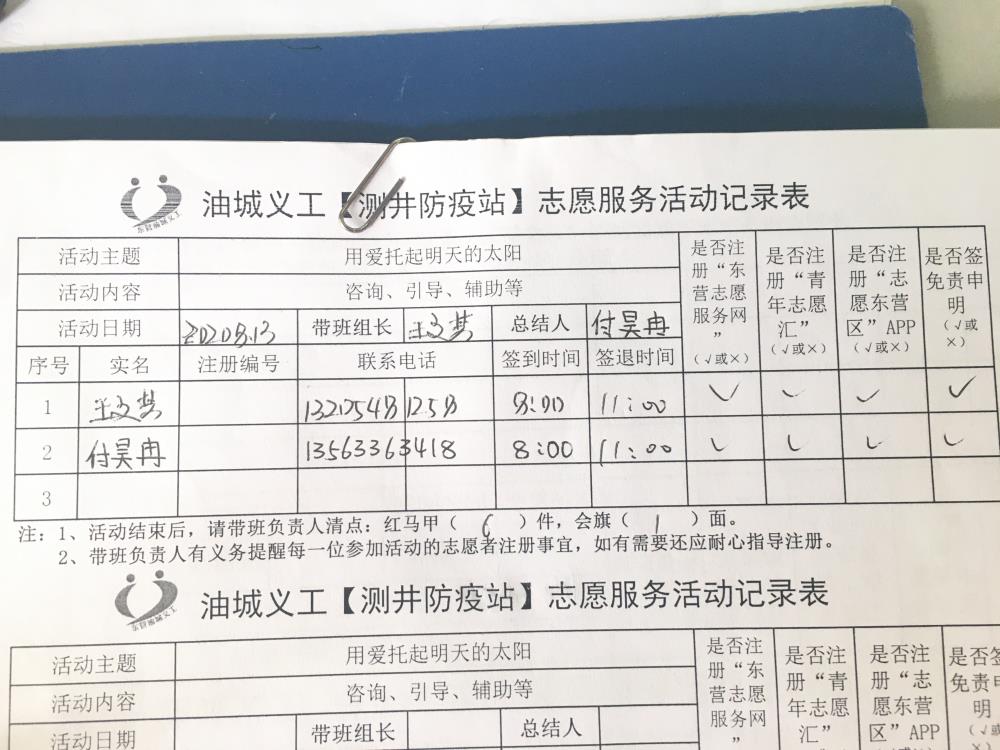 油城义工【测井防疫站】志愿服务活动记录表
活动主题 用爱托起明天的太阳 是否注册“东营志愿服务网”(√或×) 是否注册“青年志愿汇”(√或×) 是否注册“志愿东营区”APP(√或×) 是否签免责申明(√或×)
活动内容 咨询、引导、辅助等
活动日期 2020.8.13 带班组长 王文梦 总结人 付昊冉
序号 实名 注册编号 联系电话 签到时间 签退时间
1 王文梦 8:00 11:00 √ √ √ √
2 付昊冉 13563363418 8:00 11:00 √ √ √ √
3
注：1、活动结束后，请带班负责人清点：红马甲（ 6 ）件，会旗（ 1 ）面。
2、带班负责人有义务提醒每一位参加活动的志愿者注册事宜，如有需要还应耐心指导注册。
油城义工【测井防疫站】志愿服务活动记录表
活动主题 用爱托起明天的太阳 是否注册“东营志愿服务网” 是否注册“青年志愿汇” 是否注册“志愿东营区”APP 是否签免责申明
活动内容 咨询、引导、辅助等
活动日期 带班组长 总结人